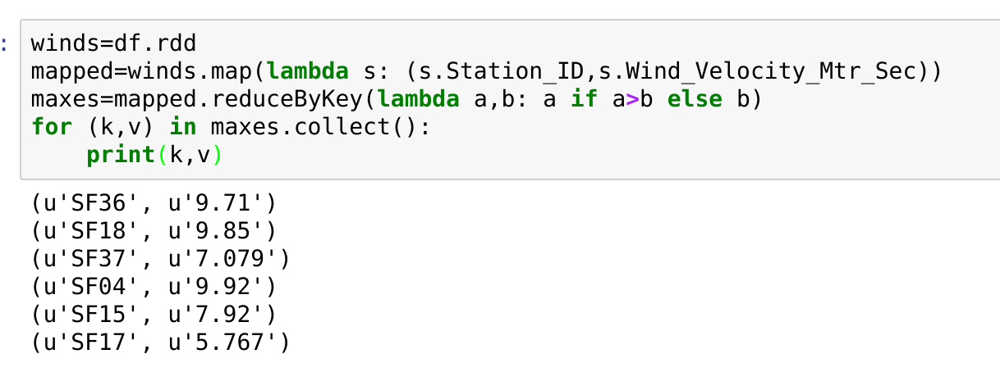 :
winds=df.rdd
mapped=winds.map(lambda s: (s.Station_ID,s.Wind_Velocity_Mtr_Sec))
maxes=mapped.reduceByKey(lambda a,b: a if a>b else b)
for (k,v) in maxes.collect():
    print(k,v)
(u'SF36', u'9.71')
(u'SF18', u'9.85')
(u'SF37', u'7.079')
(u'SF04', u'9.92')
(u'SF15', u'7.92')
(u'SF17', u'5.767')